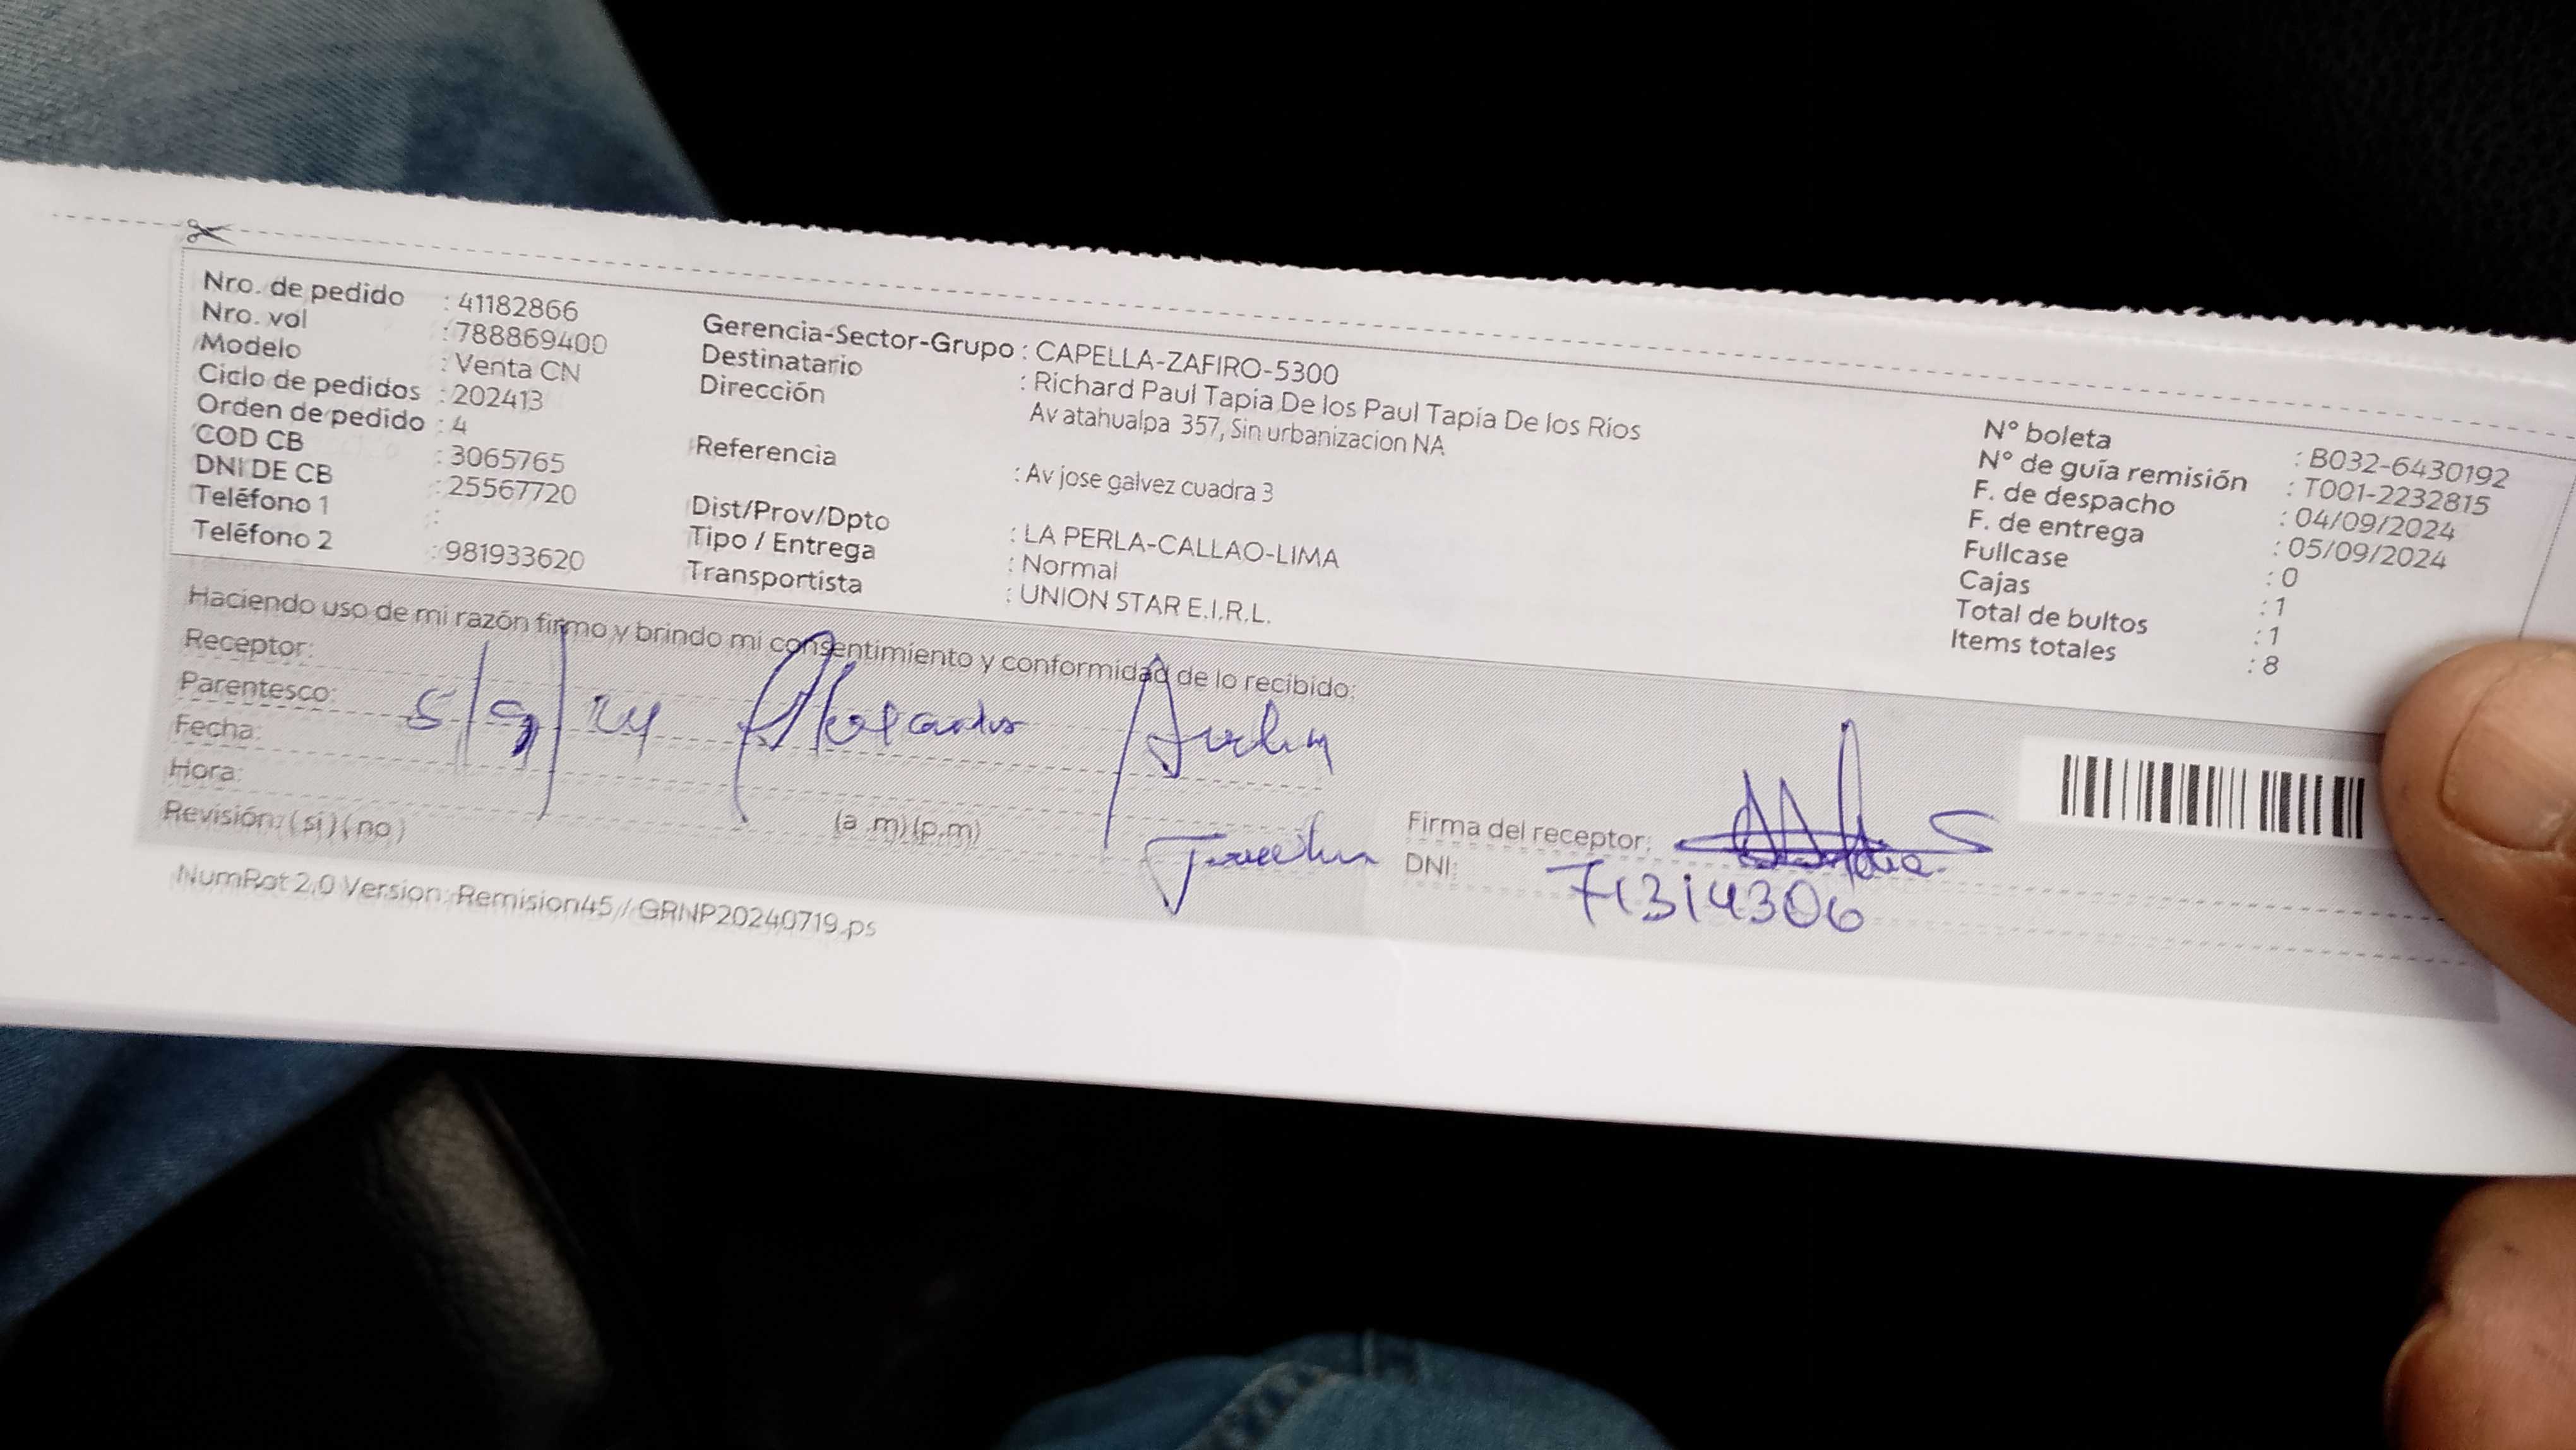 Nro. de pedido : 41182866
Nro. vol : 788869400
Modelo : Venta CN
Ciclo de pedidos : 202413
Orden de pedido : 4
COD CB : 3065765
DNI DE CB : 25567720
Teléfono 1 :
Teléfono 2 : 981933620
Gerencia-Sector-Grupo : CAPELLA-ZAFIRO-5300
Destinatario : Richard Paul Tapia De los Paul Tapia De los Rios
Dirección Av atahualpa 357, Sin urbanizacion NA
Referencia : Av jose galvez cuadra 3
Dist/Prov/Dpto : LA PERLA-CALLAO-LIMA
Tipo / Entrega : Normal
Transportista : UNION STAR E.I.R.L.
N° boleta : B032-6430192
N° de guía remisión : T001-2232815
F. de despacho : 04/09/2024
F. de entrega : 05/09/2024
Fullcase : 0
Cajas : 1
Total de bultos : 1
Items totales : 8
Haciendo uso de mi razón firmo y brindo mi consentimiento y conformidad de lo recibido:
Receptor:
Parentesco:
5/9/24
Fecha:
Hora: (a .m)(p.m)
Revisión: (si) (no)
Firma del receptor:
DNI: 71314306
NumRot 2.0 Version: Remision45 / GRNP20240719.ps